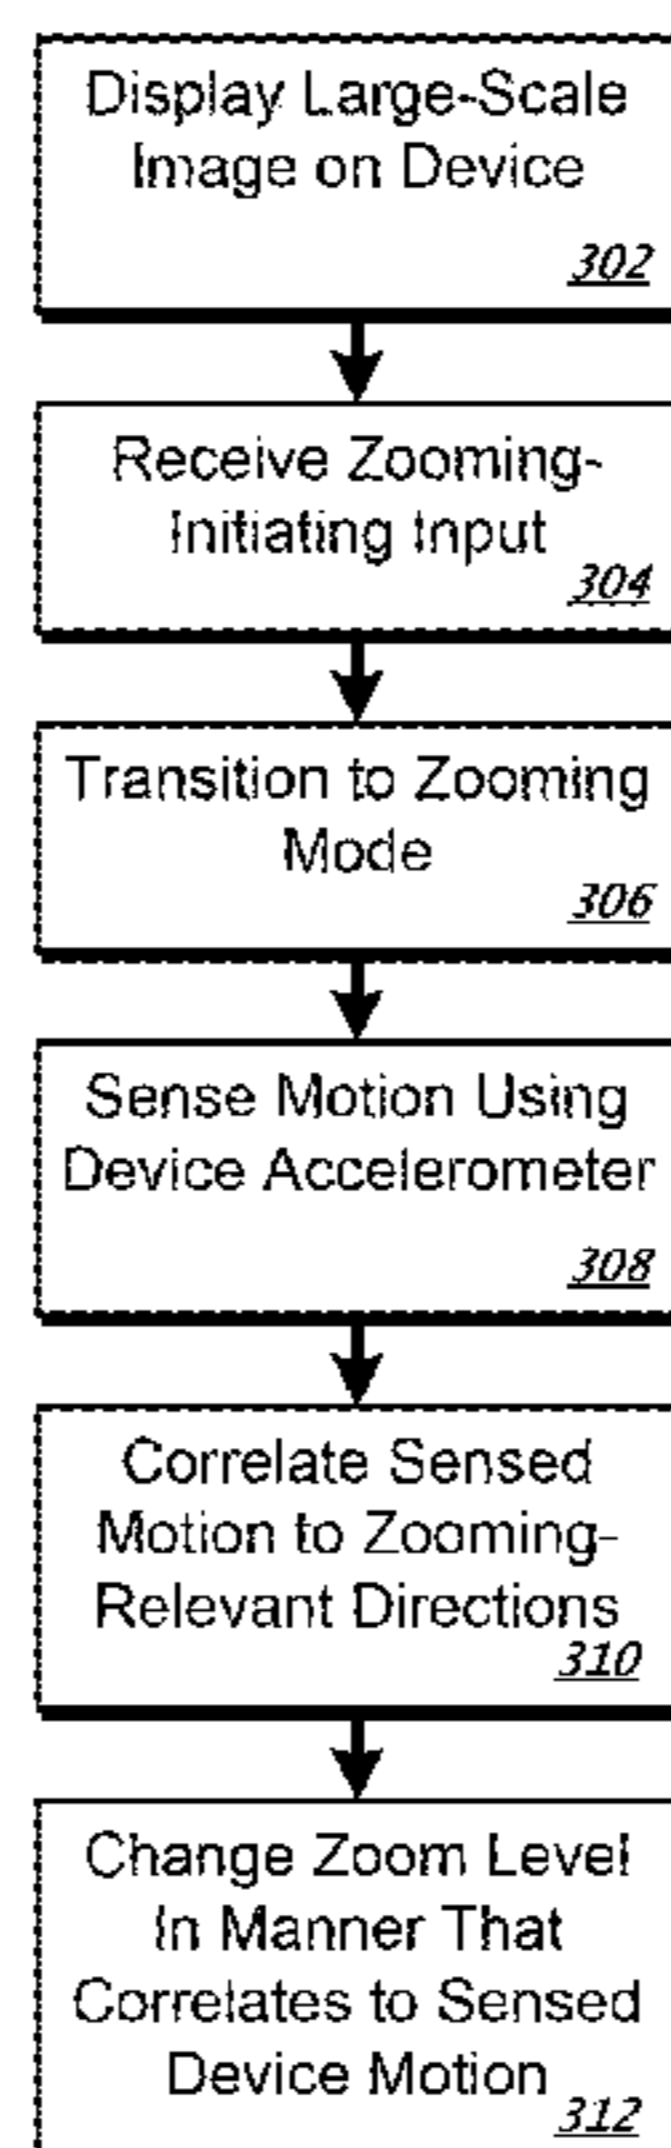 Display Large-Scale
Image on Device
302
Receive Zooming-
Initiating Input
304
Transition to Zooming
Mode
306
Sense Motion Using
Device Accelerometer
308
Correlate Sensed
Motion to Zooming-
Relevant Directions
310
Change Zoom Level
In Manner That
Correlates to Sensed
Device Motion
312